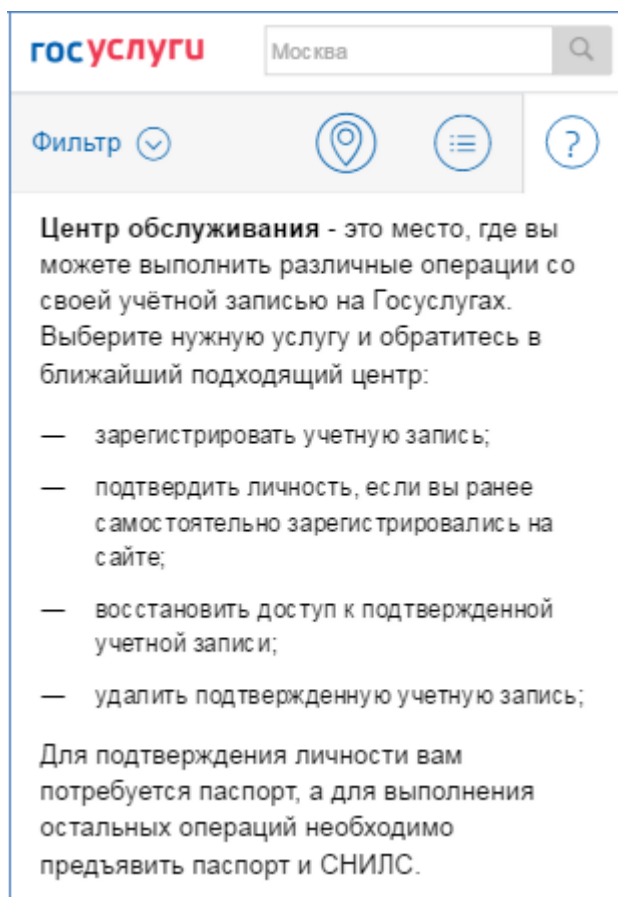 госуслуги
Москва
Фильтр
?
Центр обслуживания - это место, где вы
можете выполнить различные операции со
своей учётной записью на Госуслугах.
Выберите нужную услугу и обратитесь в
ближайший подходящий центр:
— зарегистрировать учетную запись;
— подтвердить личность, если вы ранее
самостоятельно зарегистрировались на
сайте;
— восстановить доступ к подтвержденной
учетной записи;
— удалить подтвержденную учетную запись;
Для подтверждения личности вам
потребуется паспорт, а для выполнения
остальных операций необходимо
предъявить паспорт и СНИЛС.